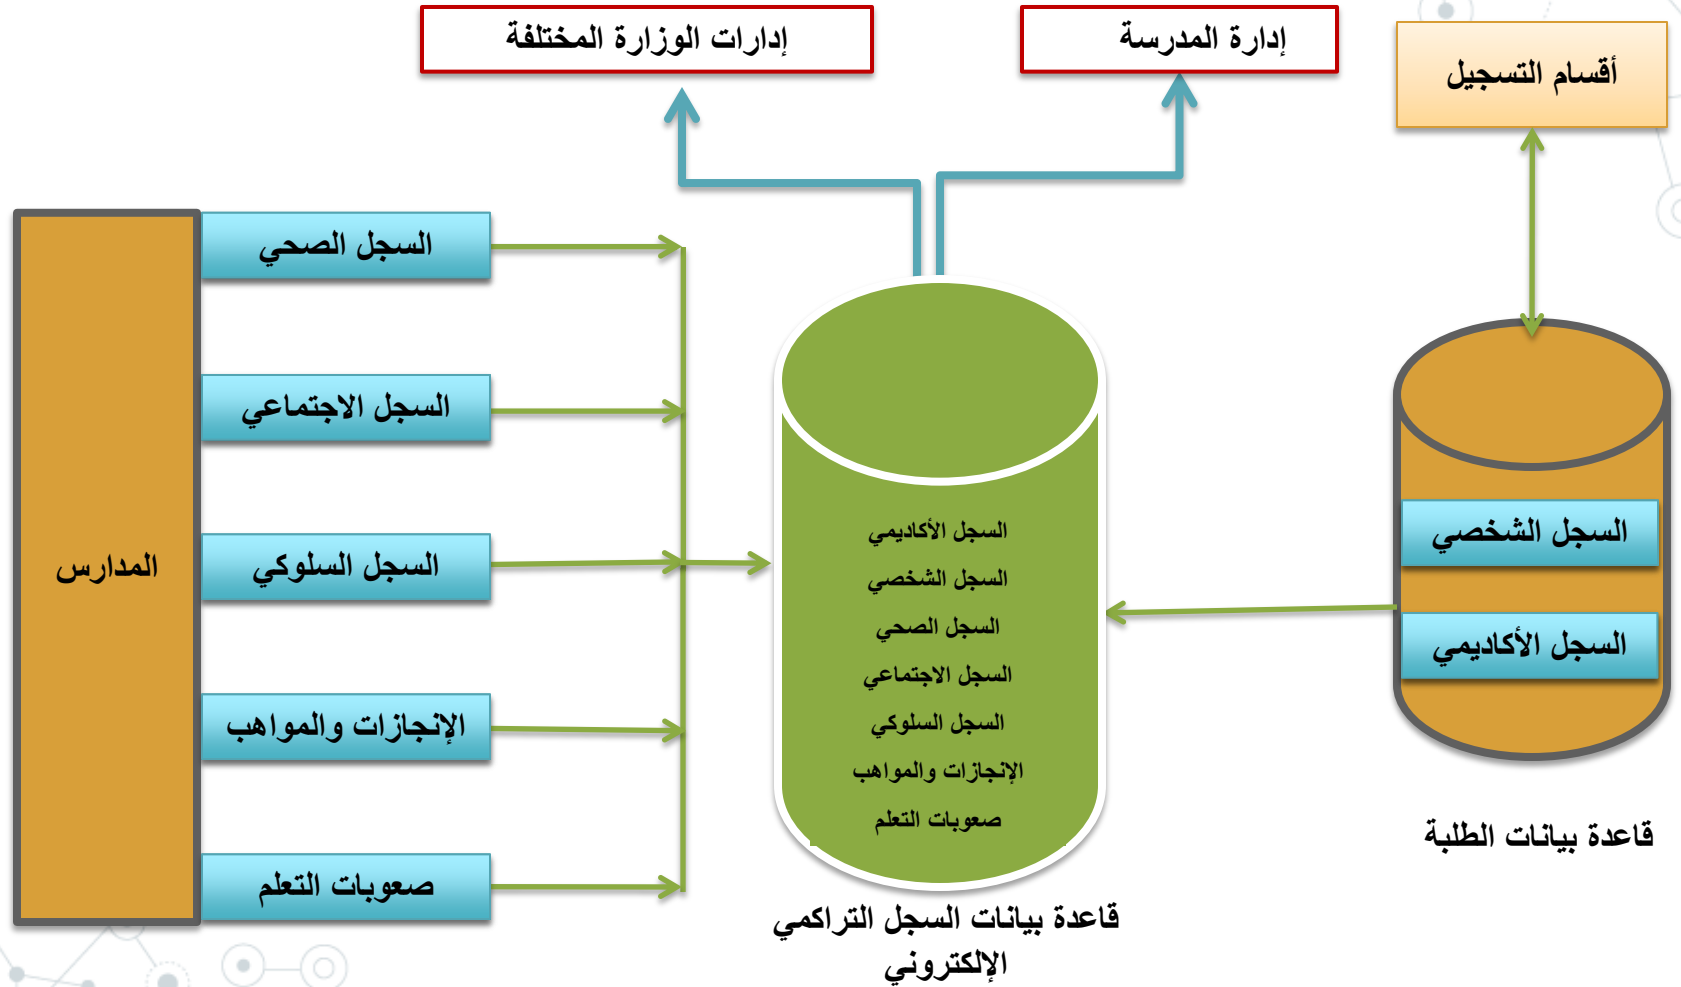 إدارة المدرسة
إدارات الوزارة المختلفة
أقسام التسجيل
السجل الشخصي
السجل الأكاديمي
قاعدة بيانات الطلبة
السجل الأكاديمي
السجل الشخصي
السجل الصحي
السجل الاجتماعي
السجل السلوكي
الإنجازات والمواهب
صعوبات التعلم
قاعدة بيانات السجل التراكمي
الإلكتروني
السجل الصحي
السجل الاجتماعي
السجل السلوكي
الإنجازات والمواهب
صعوبات التعلم
المدارس